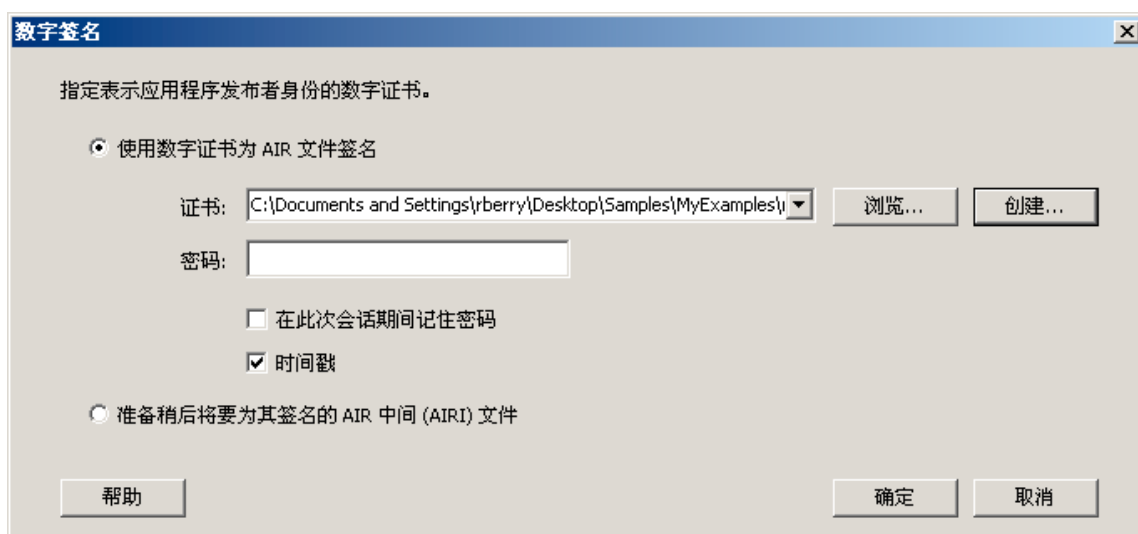 数字签名
指定表示应用程序发布者身份的数字证书。
使用数字证书为 AIR 文件签名
证书: C:\Documents and Settings\rberry\Desktop\Samples\MyExamples\ 浏览... 创建...
密码:
在此次会话期间记住密码
时间戳
准备稍后将要为其签名的 AIR 中间 (AIRI) 文件
帮助 确定 取消